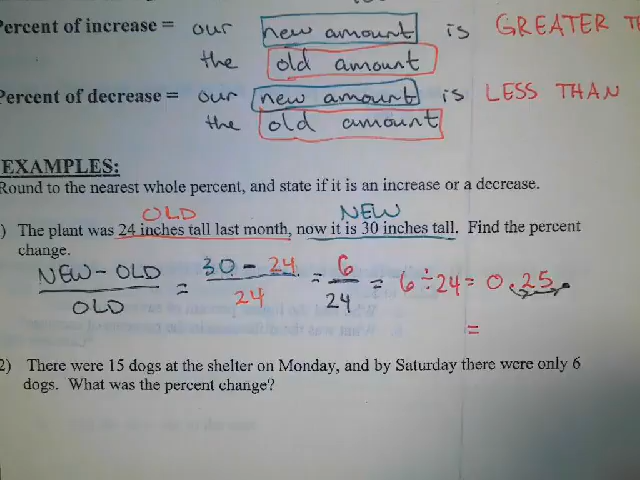 Percent of increase = our new amount is GREATER
the old amount
Percent of decrease = our new amount is LESS THAN
the old amount
EXAMPLES:
Round to the nearest whole percent, and state if it is an increase or a decrease.
OLD NEW
) The plant was 24 inches tall last month, now it is 30 inches tall. Find the percent
change.
NEW - OLD / OLD = 30 - 24 / 24 = 6 / 24 = 6 ÷ 24 = 0.25
=
2) There were 15 dogs at the shelter on Monday, and by Saturday there were only 6
dogs. What was the percent change?